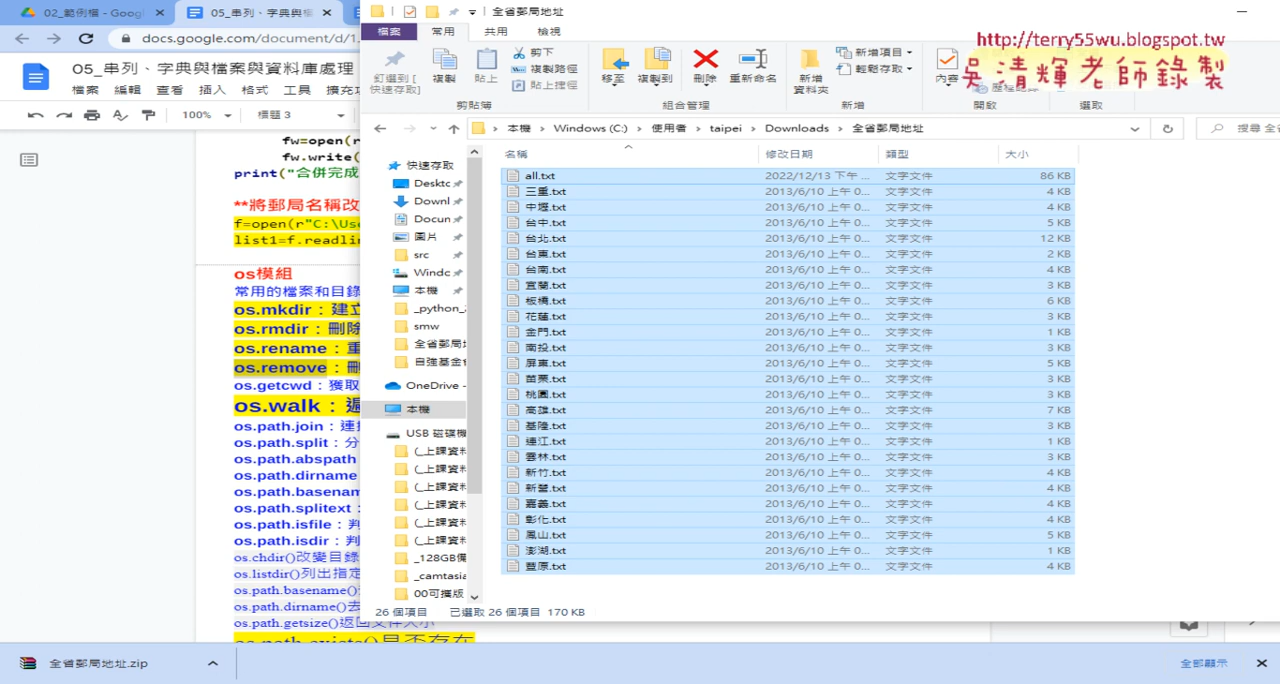 02_範例檔 - Googl
05_串列、字典與檔
全省郵局地址
docs.google.com/document/d/1
檔案 常用 共用 檢視
05_串列、字典與檔案與資料庫處理
檔案 編輯 查看 插入 格式 工具
100% 標題 3
釘選到 [快速存取]
複製
貼上
剪下
複製路徑
貼上捷徑
剪貼簿
移至
複製到
刪除
重新命名
組合管理
新增資料夾
新增項目
輕鬆存取
新增
內容
開啟
選取
http://terry55wu.blogspot.tw
吳清輝老師錄製
本機 > Windows (C:) > 使用者 > taipei > Downloads > 全省郵局地址
搜尋 全省
名稱 修改日期 類型 大小
all.txt 2022/12/13 下午 ... 文字文件 86 KB
三重.txt 2013/6/10 上午 0... 文字文件 4 KB
中壢.txt 2013/6/10 上午 0... 文字文件 4 KB
台中.txt 2013/6/10 上午 0... 文字文件 5 KB
台北.txt 2013/6/10 上午 0... 文字文件 12 KB
台東.txt 2013/6/10 上午 0... 文字文件 2 KB
台南.txt 2013/6/10 上午 0... 文字文件 4 KB
宜蘭.txt 2013/6/10 上午 0... 文字文件 3 KB
板橋.txt 2013/6/10 上午 0... 文字文件 6 KB
花蓮.txt 2013/6/10 上午 0... 文字文件 3 KB
金門.txt 2013/6/10 上午 0... 文字文件 1 KB
南投.txt 2013/6/10 上午 0... 文字文件 3 KB
屏東.txt 2013/6/10 上午 0... 文字文件 5 KB
苗栗.txt 2013/6/10 上午 0... 文字文件 3 KB
桃園.txt 2013/6/10 上午 0... 文字文件 3 KB
高雄.txt 2013/6/10 上午 0... 文字文件 7 KB
基隆.txt 2013/6/10 上午 0... 文字文件 3 KB
連江.txt 2013/6/10 上午 0... 文字文件 1 KB
雲林.txt 2013/6/10 上午 0... 文字文件 3 KB
新竹.txt 2013/6/10 上午 0... 文字文件 4 KB
新營.txt 2013/6/10 上午 0... 文字文件 4 KB
嘉義.txt 2013/6/10 上午 0... 文字文件 3 KB
彰化.txt 2013/6/10 上午 0... 文字文件 4 KB
鳳山.txt 2013/6/10 上午 0... 文字文件 5 KB
澎湖.txt 2013/6/10 上午 0... 文字文件 1 KB
豐原.txt 2013/6/10 上午 0... 文字文件 4 KB
快速存取
Deskto
Downl
Docun
圖片
src
Windo
本機
_python_
smw
全省郵局
自強基金
OneDrive -
本機
USB 磁碟機
(_上課資料
(_上課資料
(_上課資料
(_上課資料
(_上課資料
(_上課資料
_128GB備
_camtasia
00可攜版
26 個項目 已選取 26 個項目 170 KB
fw=open(r
fw.write(
print("合併完成
**將郵局名稱改
f=open(r"C:\Use
list1=f.readlin
os模組
常用的檔案和目錄
os.mkdir：建立
os.rmdir：刪除
os.rename：重
os.remove：刪
os.getcwd：獲取
os.walk：遍
os.path.join：連
os.path.split：分
os.path.abspath
os.path.dirname
os.path.basenam
os.path.splitext：
os.path.isfile：判
os.path.isdir：判
os.chdir()改變目錄
os.listdir()列出指定
os.path.basename()
os.path.dirname()去
os.path.getsize()返回文件大小
os.path.exists()是否存在
全省郵局地址.zip
全部顯示